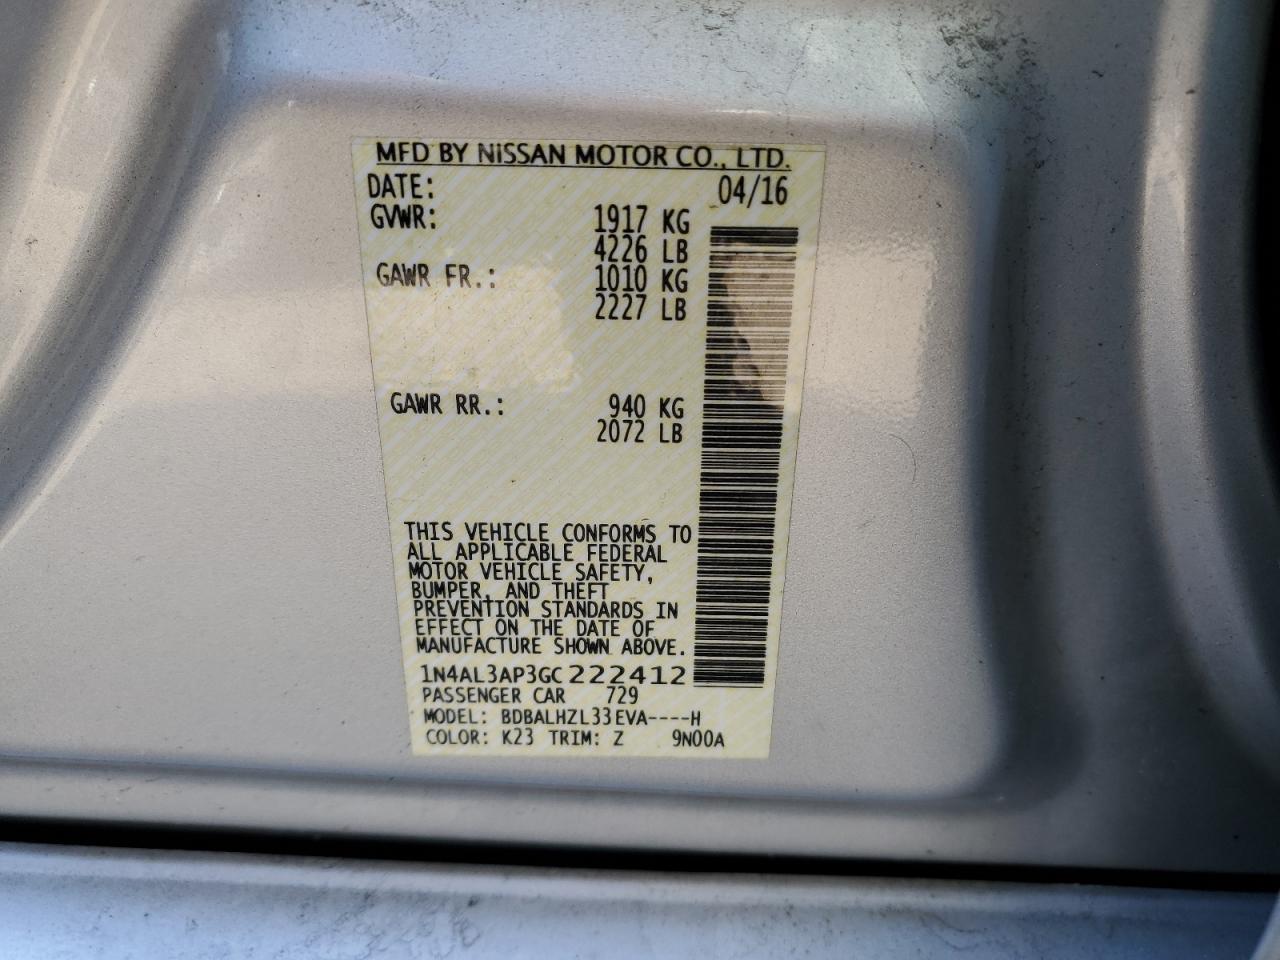 MFD BY NISSAN MOTOR CO., LTD.
DATE: 04/16
GVWR: 1917 KG
4226 LB
GAWR FR.: 1010 KG
2227 LB
GAWR RR.: 940 KG
2072 LB
THIS VEHICLE CONFORMS TO
ALL APPLICABLE FEDERAL
MOTOR VEHICLE SAFETY,
BUMPER, AND THEFT
PREVENTION STANDARDS IN
EFFECT ON THE DATE OF
MANUFACTURE SHOWN ABOVE.
1N4AL3AP3GC222412
PASSENGER CAR 729
MODEL: BDBALHZL33EVA----H
COLOR: K23 TRIM: Z 9N00A